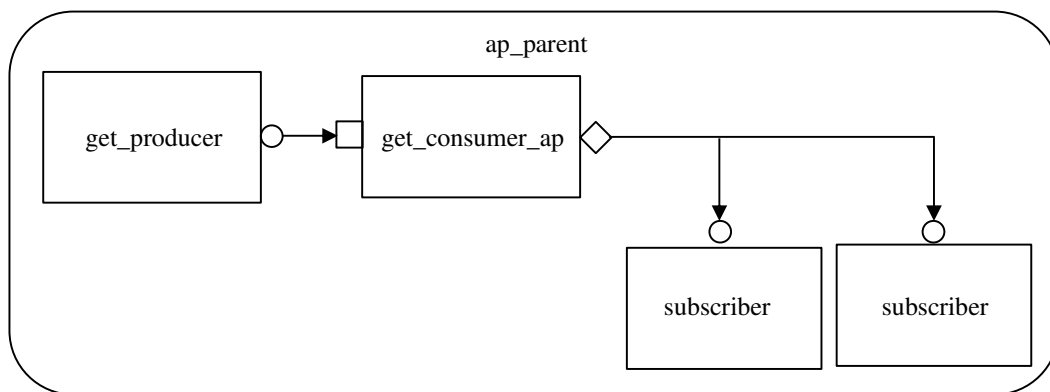 ap_parent
get_producer
get_consumer_ap
subscriber
subscriber